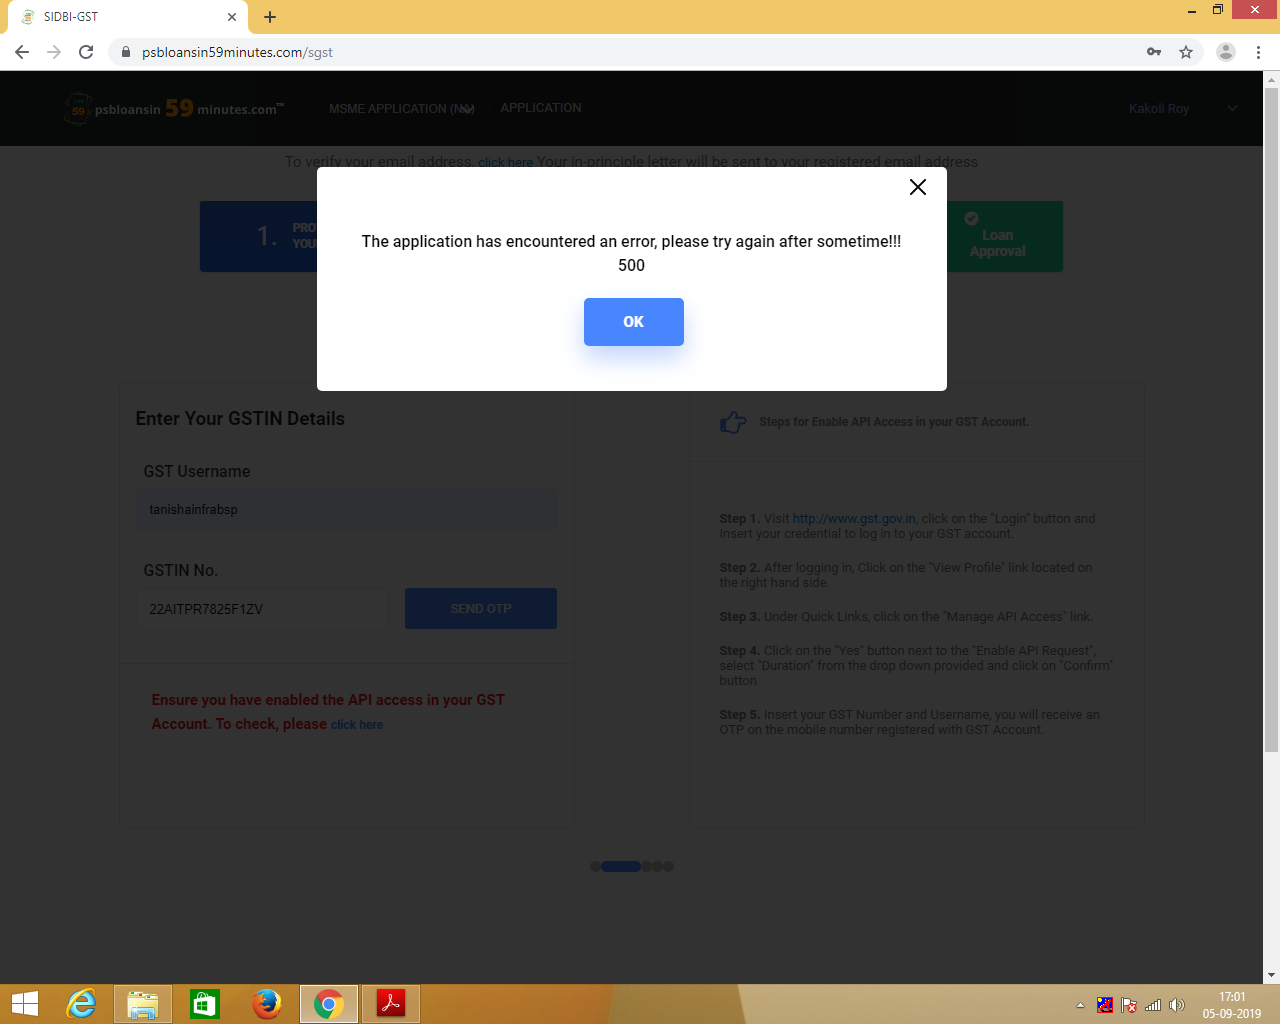 SIDBI-GST
psbloansin59minutes.com/sgst
59 psbloansin 59 minutes.com™
MSME APPLICATION
APPLICATION
Kakoli Roy
To verify your email address, click here Your in-principle letter will be sent to your registered email address
1.
Loan
Approval
The application has encountered an error, please try again after sometime!!!
500
OK
Enter Your GSTIN Details
GST Username
tanishainfrabsp
GSTIN No.
22AITPR7825F1ZV
SEND OTP
Ensure you have enabled the API access in your GST
Account. To check, please click here
Steps for Enable API Access in your GST Account.
Step 1. Visit http://www.gst.gov.in, click on the "Login" button and
Insert your credential to log in to your GST account.
Step 2. After logging in, Click on the "View Profile" link located on
the right hand side.
Step 3. Under Quick Links, click on the "Manage API Access" link.
Step 4. Click on the "Yes" button next to the "Enable API Request",
select "Duration" from the drop down provided and click on "Confirm"
button
Step 5. Insert your GST Number and Username, you will receive an
OTP on the mobile number registered with GST Account.
17:01
05-09-2019